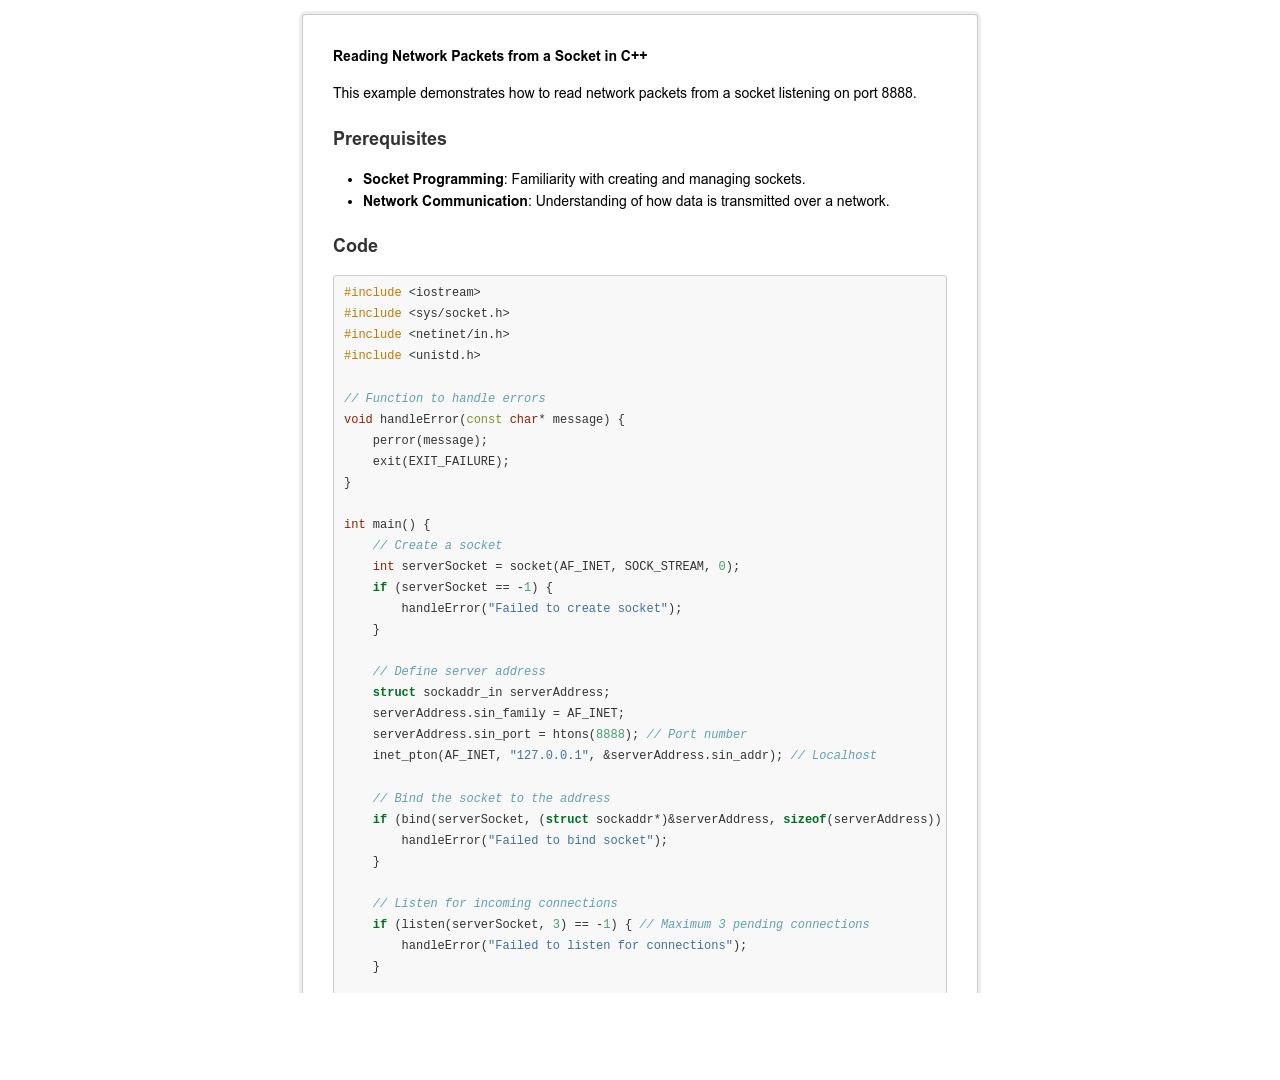 Reading Network Packets from a Socket in C++
This example demonstrates how to read network packets from a socket listening on port 8888.
Prerequisites
• Socket Programming: Familiarity with creating and managing sockets.
• Network Communication: Understanding of how data is transmitted over a network.
Code
#include <iostream>
#include <sys/socket.h>
#include <netinet/in.h>
#include <unistd.h>

// Function to handle errors
void handleError(const char* message) {
    perror(message);
    exit(EXIT_FAILURE);
}

int main() {
    // Create a socket
    int serverSocket = socket(AF_INET, SOCK_STREAM, 0);
    if (serverSocket == -1) {
        handleError("Failed to create socket");
    }

    // Define server address
    struct sockaddr_in serverAddress;
    serverAddress.sin_family = AF_INET;
    serverAddress.sin_port = htons(8888); // Port number
    inet_pton(AF_INET, "127.0.0.1", &serverAddress.sin_addr); // Localhost

    // Bind the socket to the address
    if (bind(serverSocket, (struct sockaddr*)&serverAddress, sizeof(serverAddress))
        handleError("Failed to bind socket");
    }

    // Listen for incoming connections
    if (listen(serverSocket, 3) == -1) { // Maximum 3 pending connections
        handleError("Failed to listen for connections");
    }